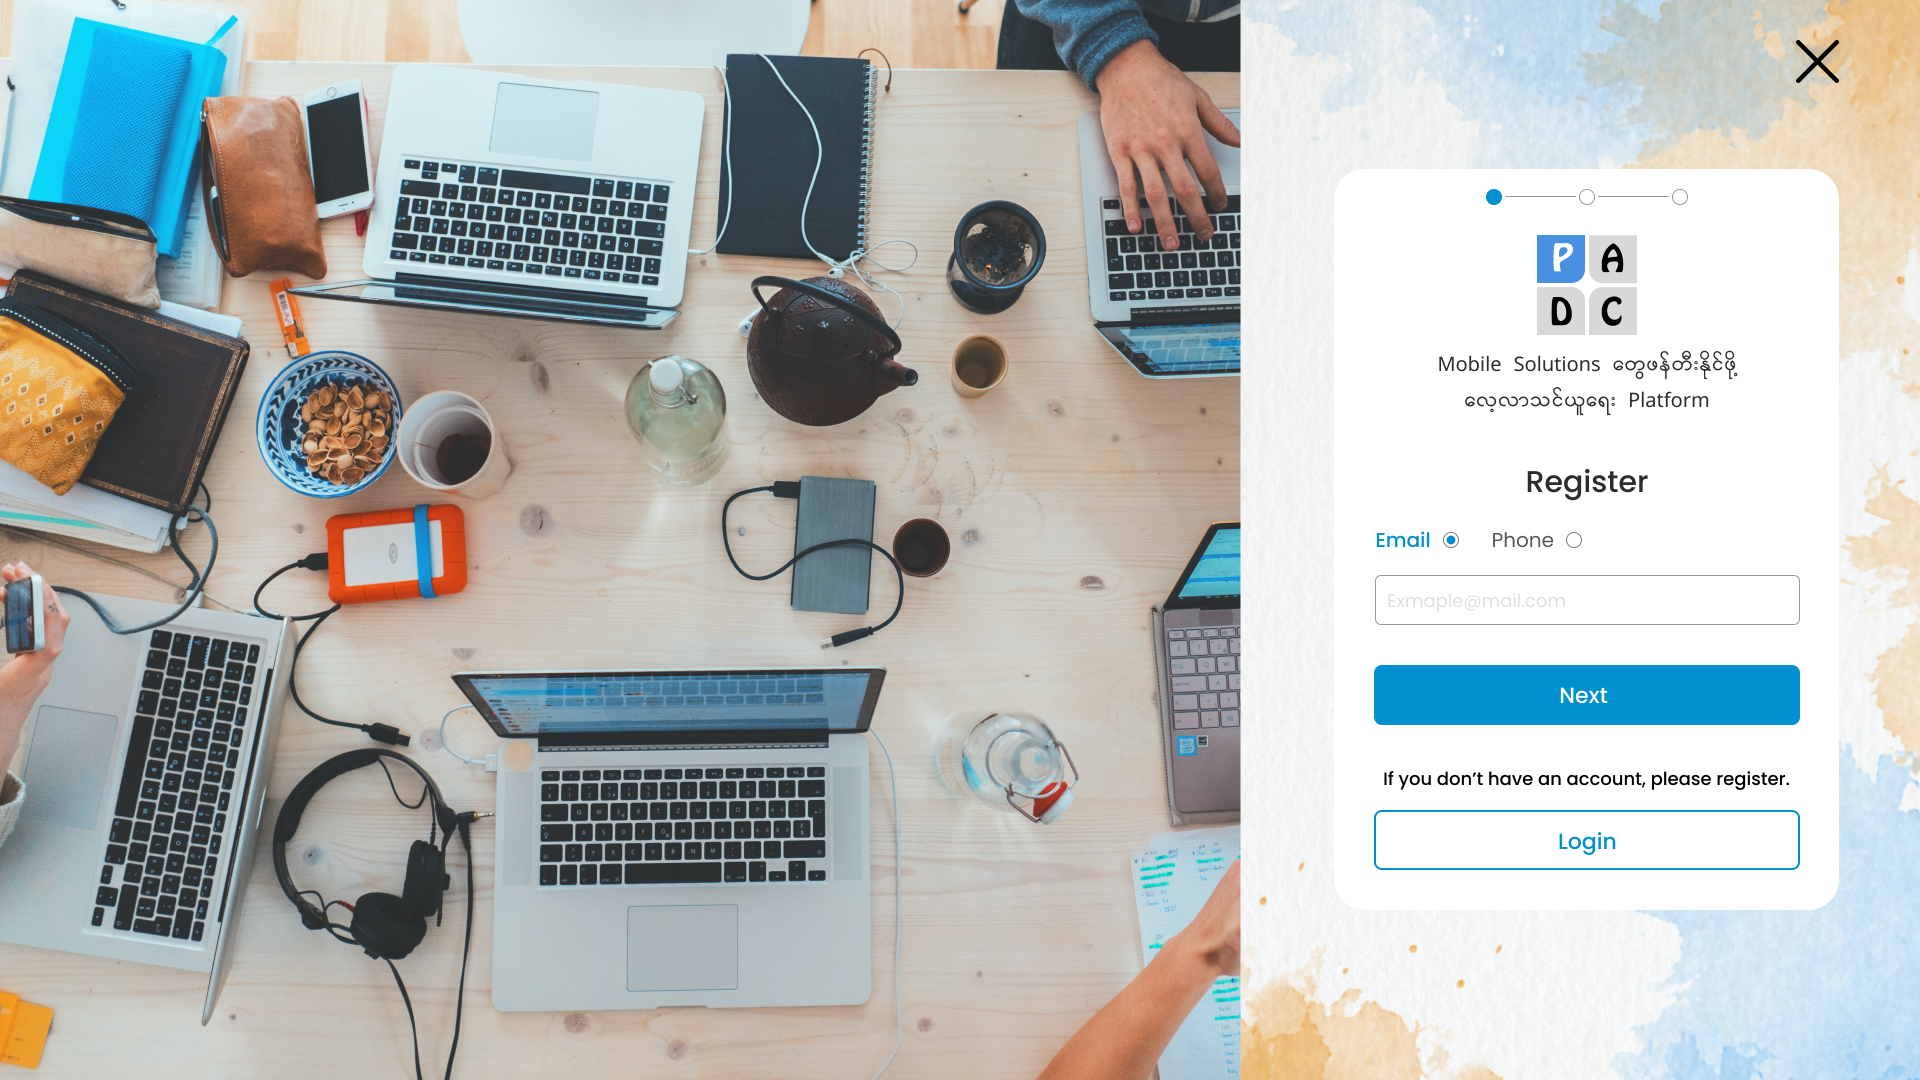 P A
D C
Mobile Solutions တွေဖန်တီးနိုင်ဖို့
လေ့လာသင်ယူရေး Platform
Register
Email Phone
Exmaple@mail.com
Next
If you don’t have an account, please register.
Login